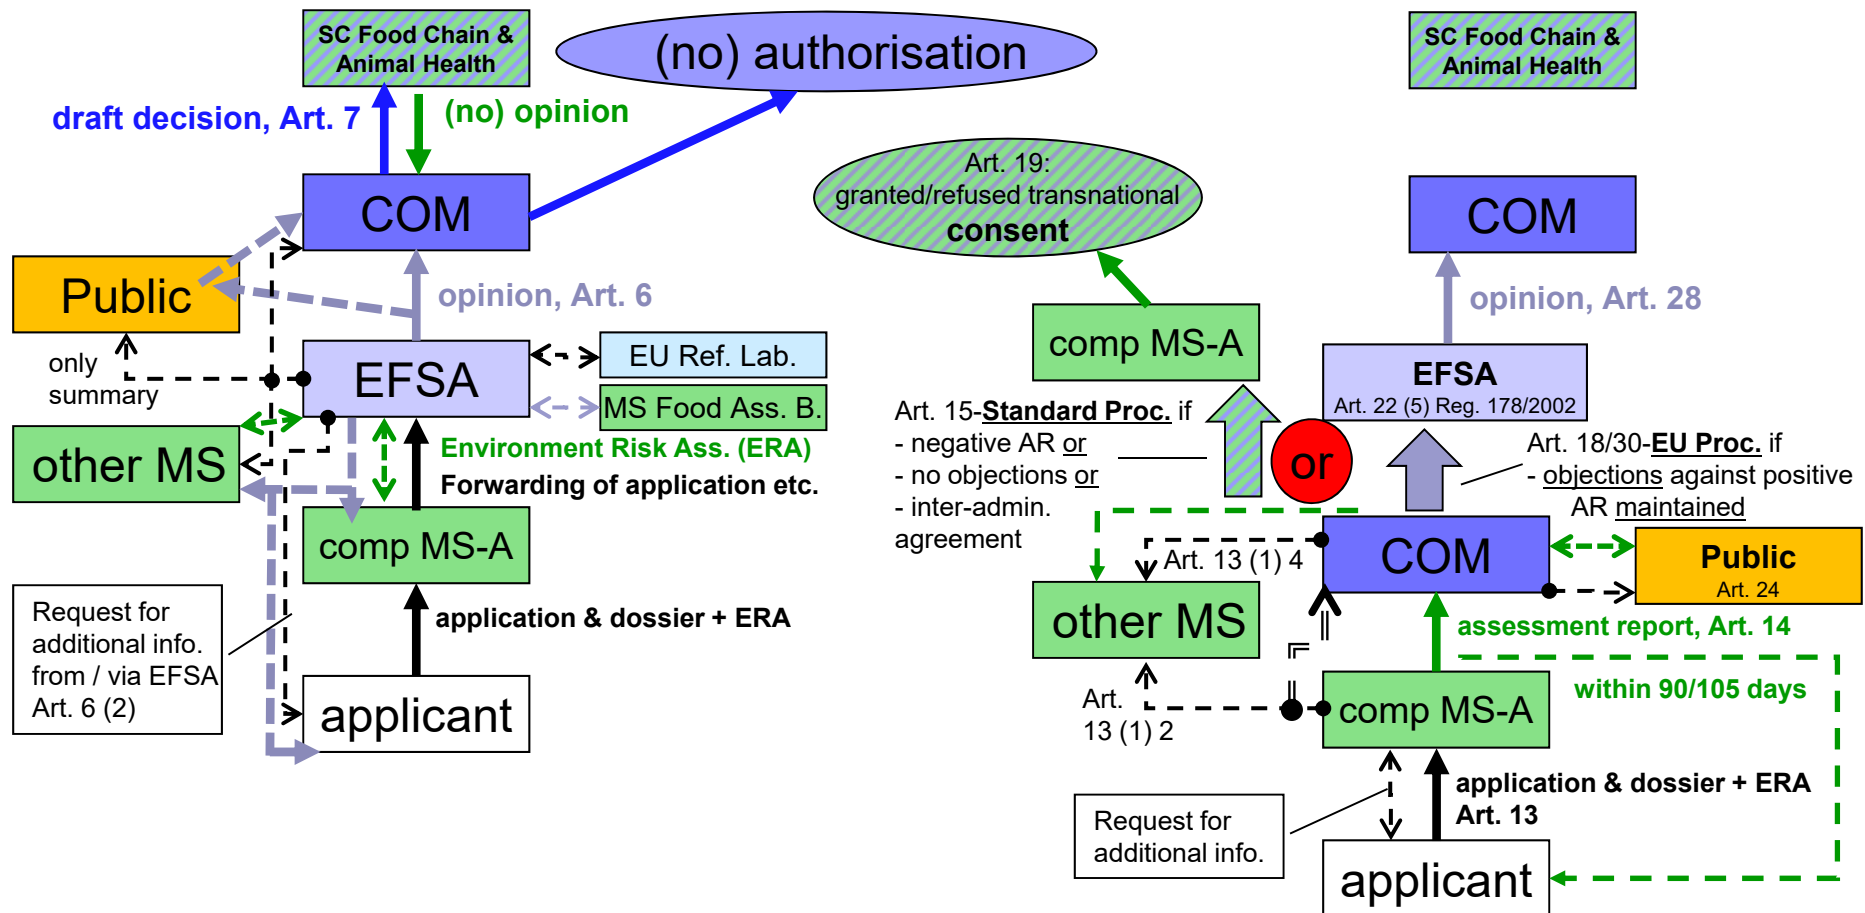 SC Food Chain &
Animal Health
(no) authorisation
draft decision, Art. 7
(no) opinion
COM
Public
opinion, Art. 6
only
summary
EFSA
EU Ref. Lab.
MS Food Ass. B.
other MS
Environment Risk Ass. (ERA)
Forwarding of application etc.
comp MS-A
Request for
additional info.
from / via EFSA
Art. 6 (2)
application & dossier + ERA
applicant
SC Food Chain &
Animal Health
Art. 19:
granted/refused transnational
consent
COM
opinion, Art. 28
comp MS-A
EFSA
Art. 22 (5) Reg. 178/2002
Art. 15-Standard Proc. if
- negative AR or
- no objections or
- inter-admin.
agreement
or
Art. 18/30-EU Proc. if
- objections against positive
AR maintained
COM
Public
Art. 24
Art. 13 (1) 4
other MS
assessment report, Art. 14
within 90/105 days
Art.
13 (1) 2
comp MS-A
application & dossier + ERA
Art. 13
Request for
additional info.
applicant